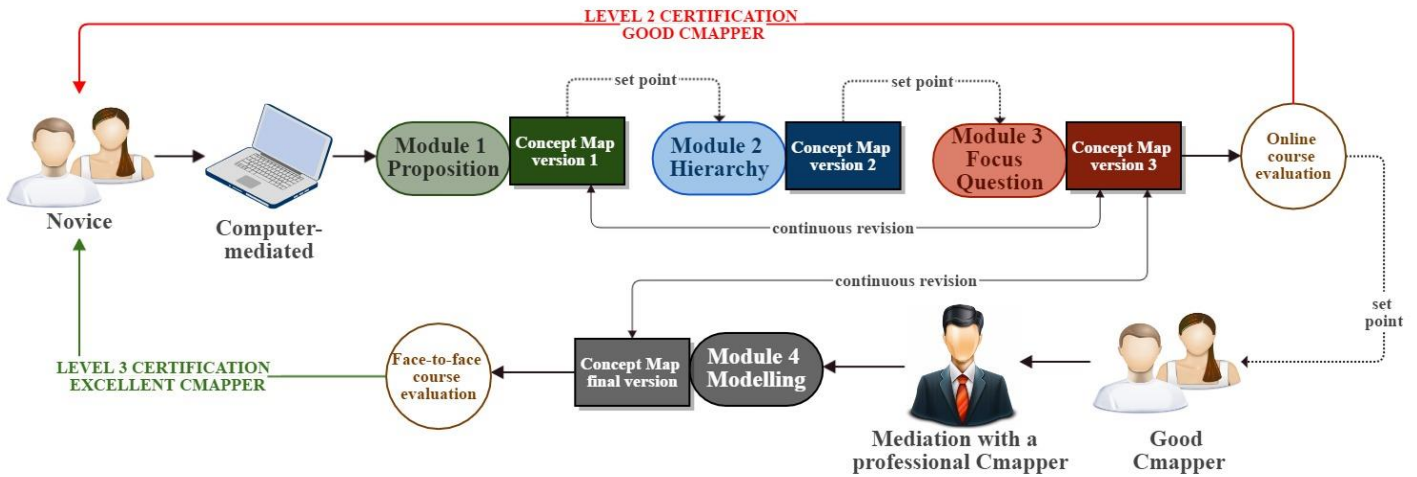 LEVEL 2 CERTIFICATION
GOOD CMAPPER
set point
set point
Module 1
Proposition
Concept Map
version 1
Module 2
Hierarchy
Concept Map
version 2
Module 3
Focus
Question
Concept Map
version 3
Online
course
evaluation
Novice
Computer-
mediated
continuous revision
continuous revision
set
point
LEVEL 3 CERTIFICATION
EXCELLENT CMAPPER
Face-to-face
course
evaluation
Concept Map
final version
Module 4
Modelling
Mediation with a
professional Cmapper
Good
Cmapper